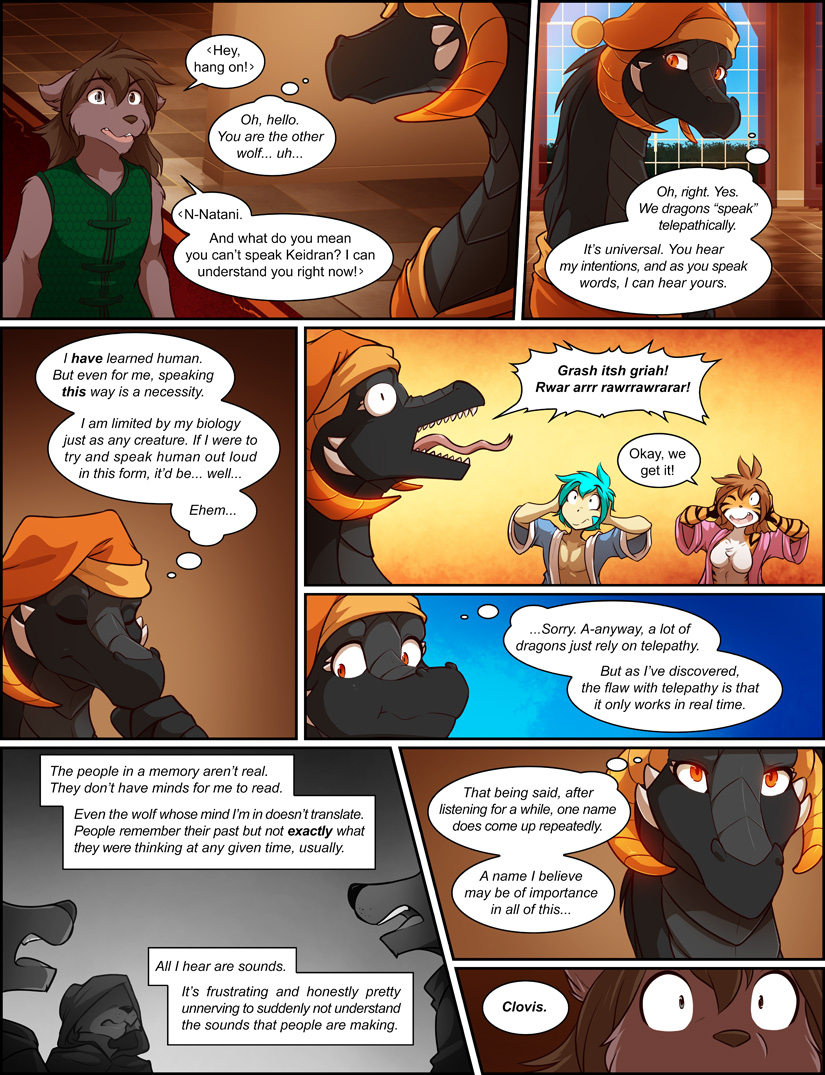 ‹Hey,
hang on!›
Oh, hello.
You are the other
wolf... uh...
‹N-Natani.
And what do you mean
you can’t speak Keidran? I can
understand you right now!›
Oh, right. Yes.
We dragons “speak”
telepathically.
It’s universal. You hear
my intentions, and as you speak
words, I can hear yours.
I have learned human.
But even for me, speaking
this way is a necessity.
I am limited by my biology
just as any creature. If I were to
try and speak human out loud
in this form, it’d be... well...
Ehem...
Grash itsh griah!
Rwar arrr rawrrawrarar!
Okay, we
get it!
...Sorry. A-anyway, a lot of
dragons just rely on telepathy.
But as I’ve discovered,
the flaw with telepathy is that
it only works in real time.
The people in a memory aren’t real.
They don’t have minds for me to read.
Even the wolf whose mind I’m in doesn’t translate.
People remember their past but not exactly what
they were thinking at any given time, usually.
All I hear are sounds.
It’s frustrating and honestly pretty
unnerving to suddenly not understand
the sounds that people are making.
That being said, after
listening for a while, one name
does come up repeatedly.
A name I believe
may be of importance
in all of this...
Clovis.